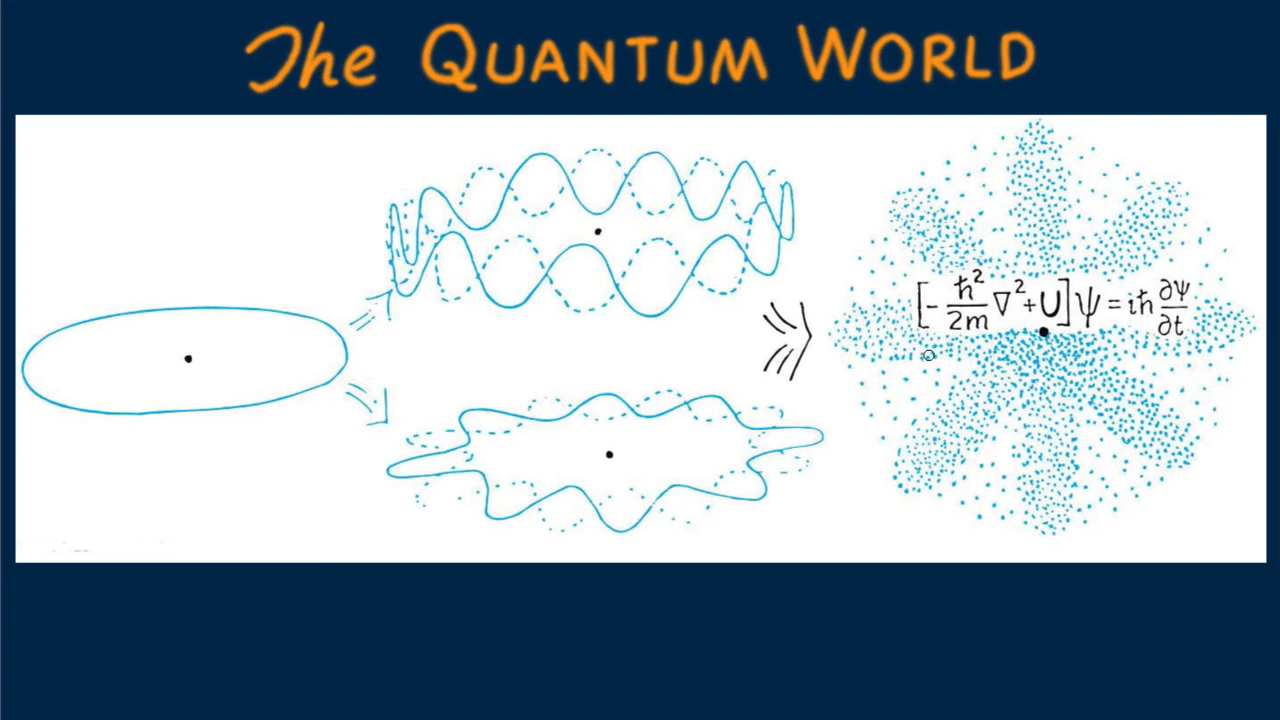 The QUANTUM WORLD
[-ħ²/2m ∇²+U]ψ=iħ ∂ψ/∂t